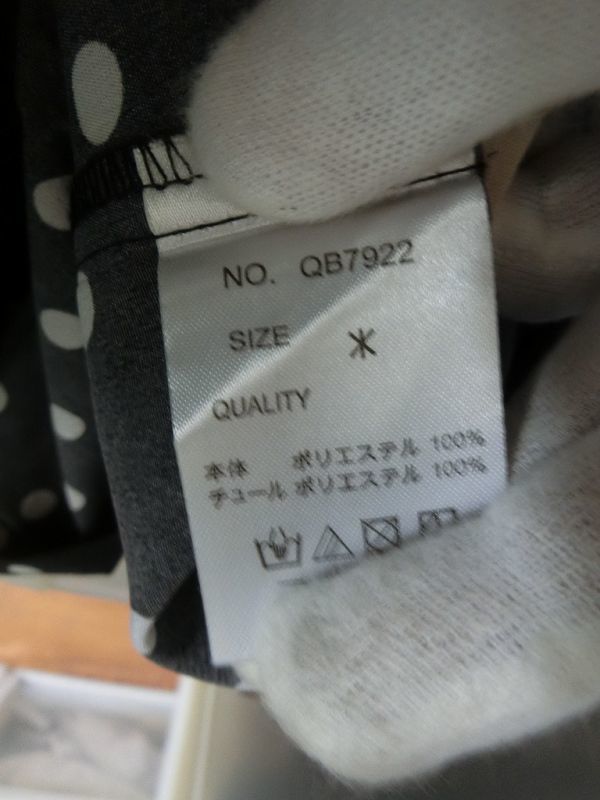 NO. QB7922
SIZE *
QUALITY
本体 ポリエステル 100%
チュール ポリエステル 100%